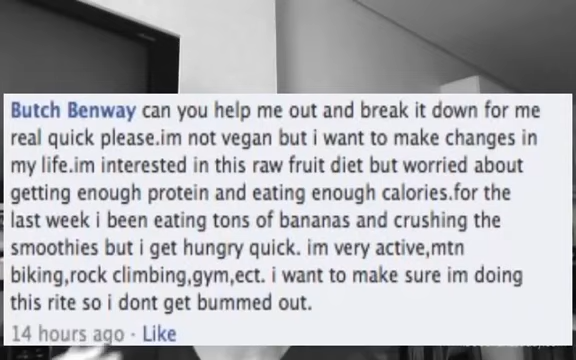 Butch Benway can you help me out and break it down for me
real quick please.im not vegan but i want to make changes in
my life.im interested in this raw fruit diet but worried about
getting enough protein and eating enough calories.for the
last week i been eating tons of bananas and crushing the
smoothies but i get hungry quick. im very active,mtn
biking,rock climbing,gym,ect. i want to make sure im doing
this rite so i dont get bummed out.
14 hours ago · Like